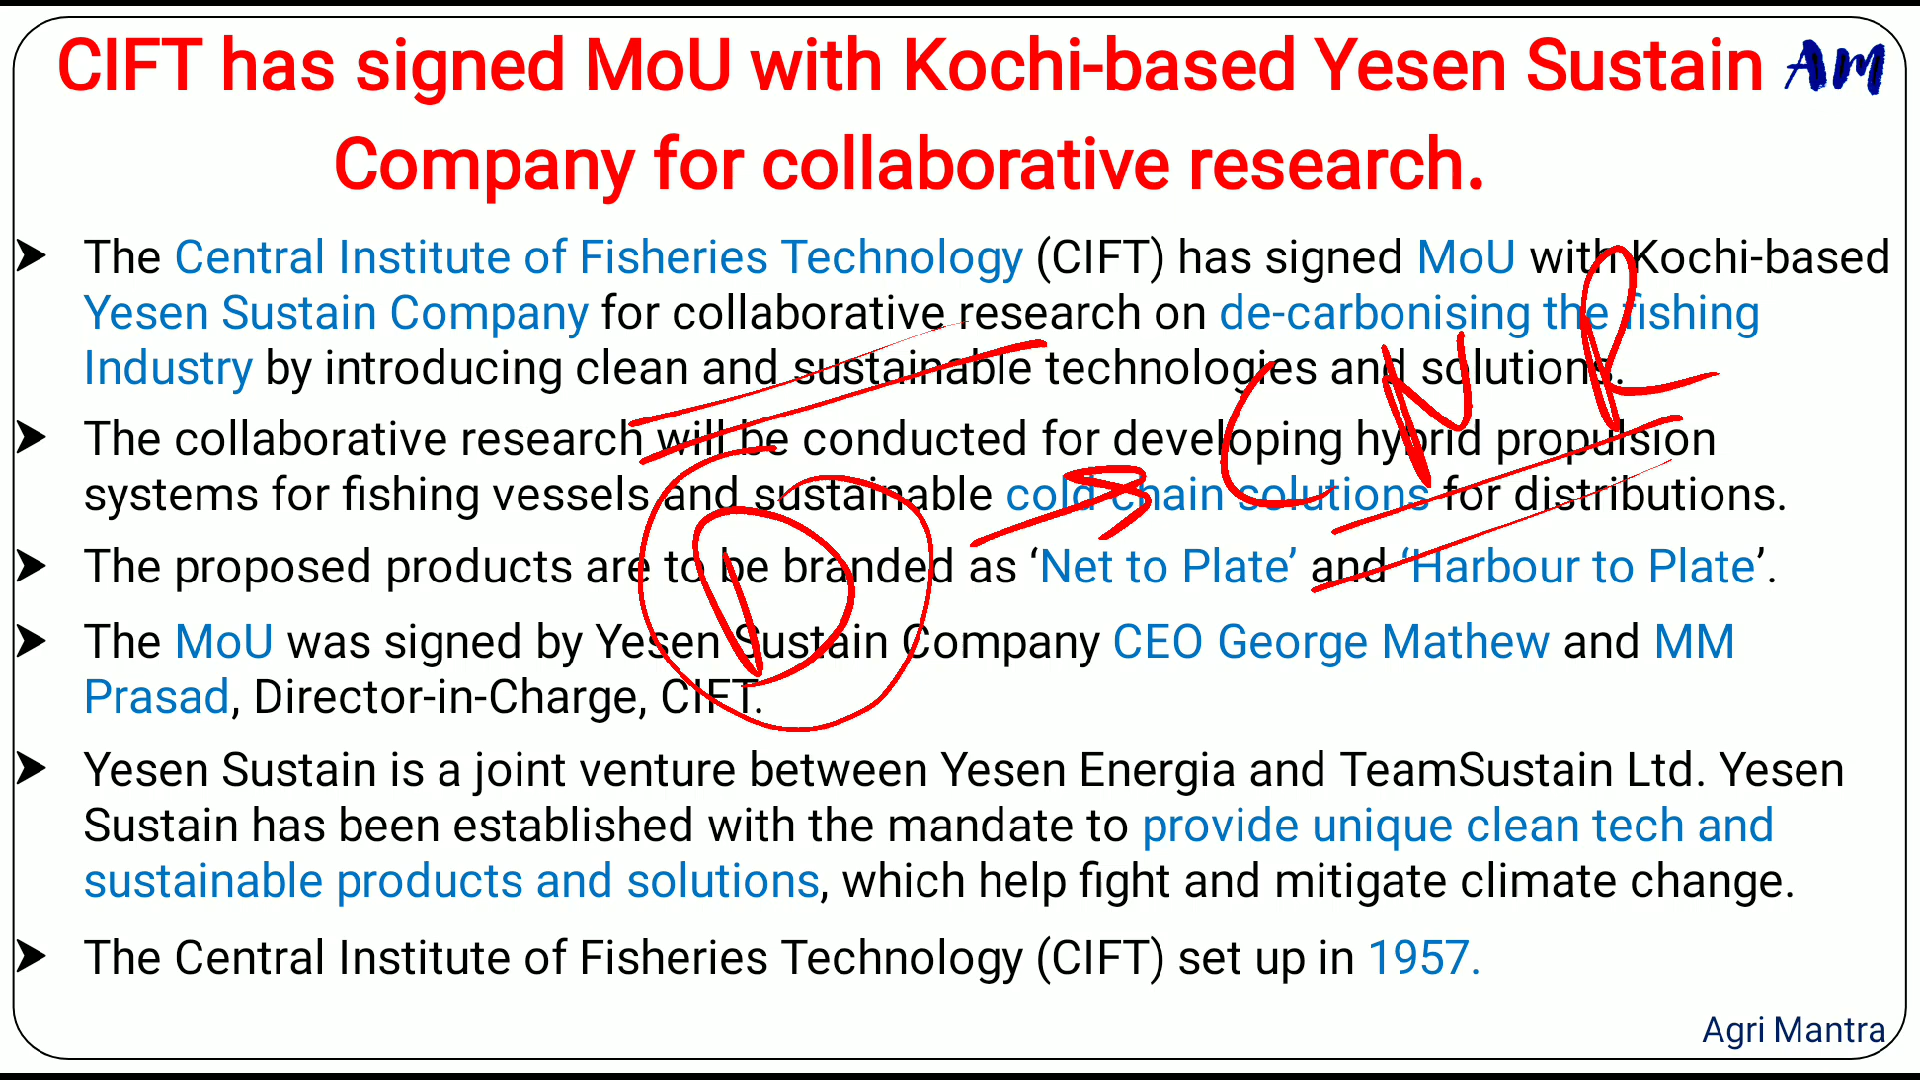 CIFT has signed MoU with Kochi-based Yesen Sustain AM
Company for collaborative research.
➤ The Central Institute of Fisheries Technology (CIFT) has signed MoU with Kochi-based
Yesen Sustain Company for collaborative research on de-carbonising the fishing
Industry by introducing clean and sustainable technologies and solutions.
➤ The collaborative research will be conducted for developing hybrid propulsion
systems for fishing vessels and sustainable cold chain solutions for distributions.
➤ The proposed products are to be branded as ‘Net to Plate’ and ‘Harbour to Plate’.
➤ The MoU was signed by Yesen Sustain Company CEO George Mathew and MM
Prasad, Director-in-Charge, CIFT.
➤ Yesen Sustain is a joint venture between Yesen Energia and TeamSustain Ltd. Yesen
Sustain has been established with the mandate to provide unique clean tech and
sustainable products and solutions, which help fight and mitigate climate change.
➤ The Central Institute of Fisheries Technology (CIFT) set up in 1957.
D → CNR
Agri Mantra